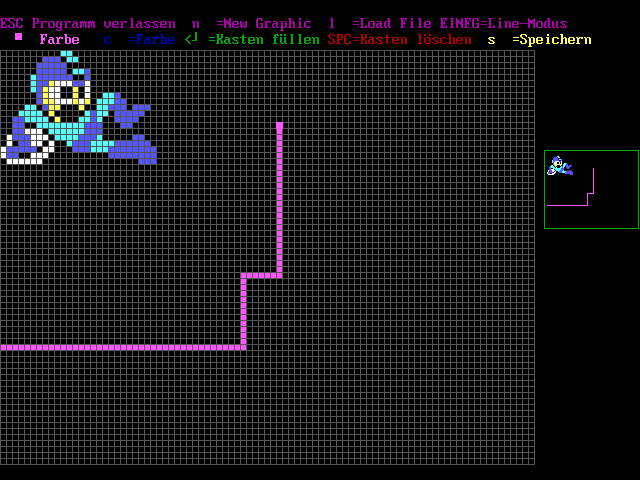 ESC Programm verlassen  n  =New Graphic  l  =Load File EINFG=Line-Modus
■  Farbe   c  =Farbe <┘ =Kasten füllen SPC=Kasten löschen  s  =Speichern